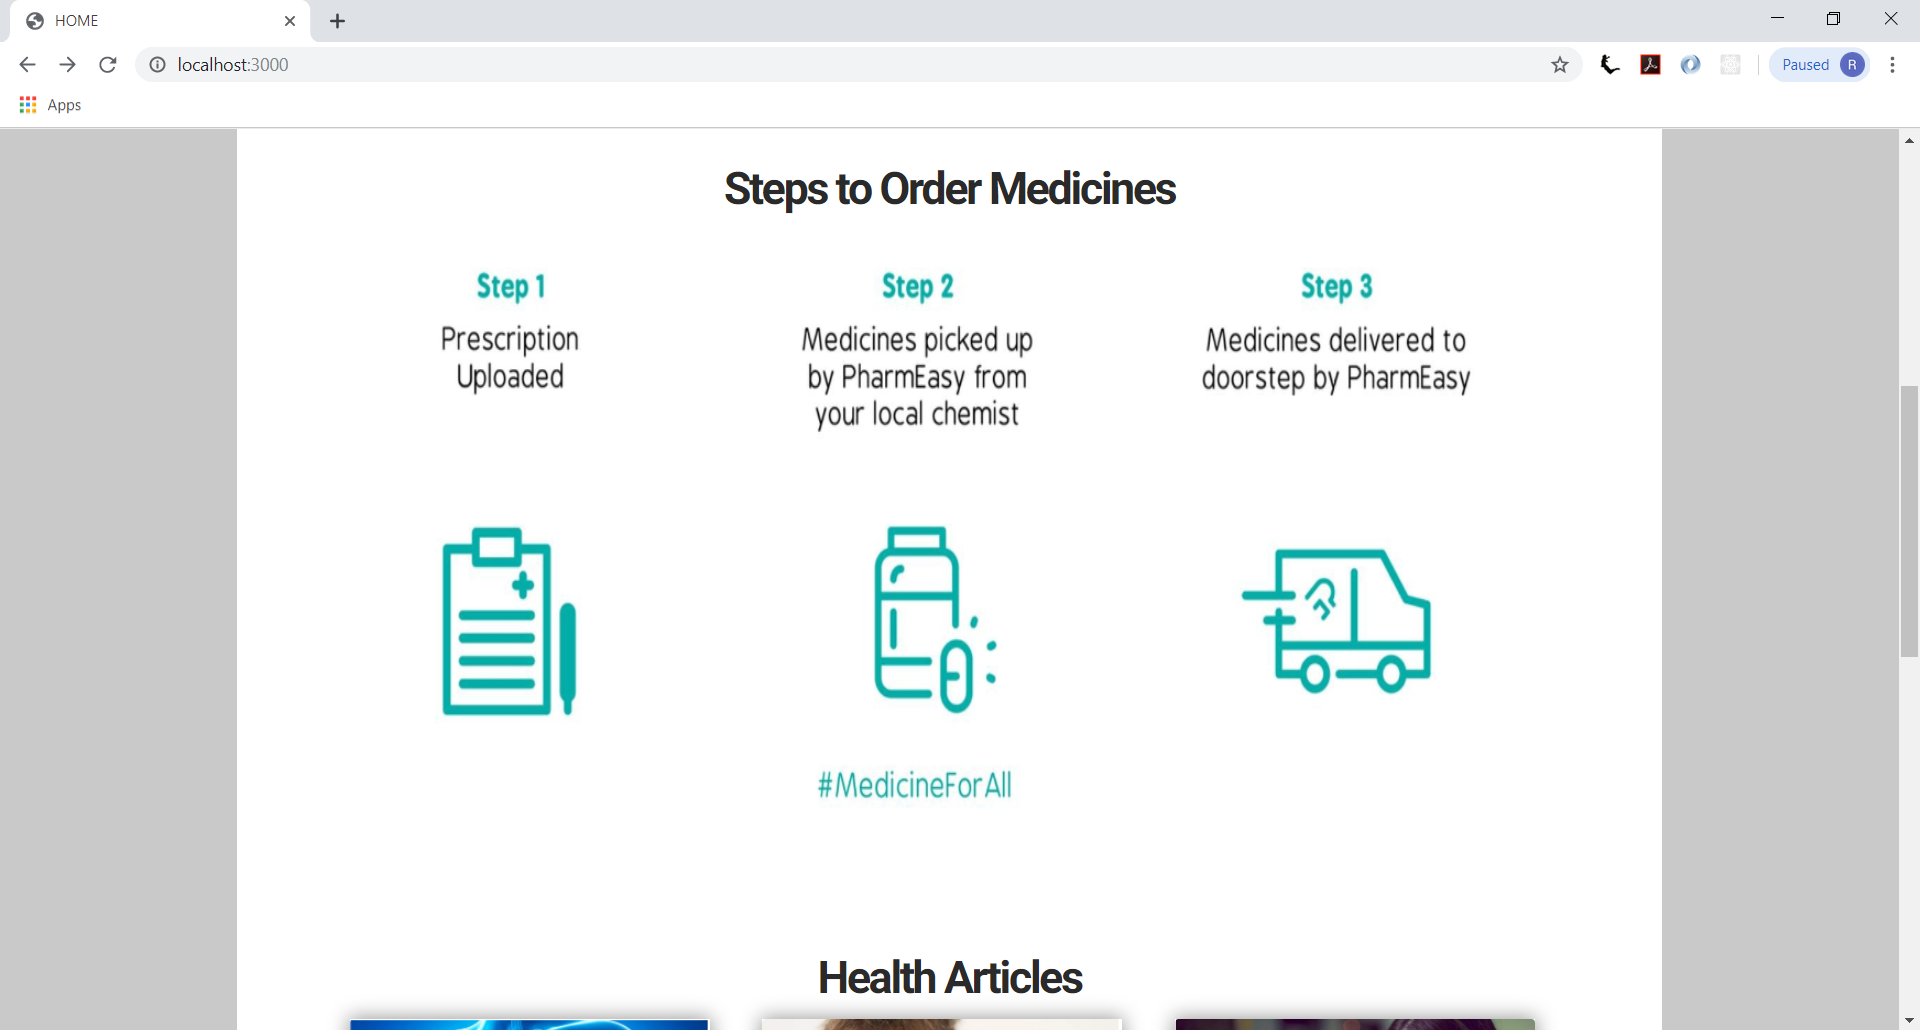 HOME
localhost:3000
Paused
R
Apps
Steps to Order Medicines
Step 1
Prescription
Uploaded
Step 2
Medicines picked up
by PharmEasy from
your local chemist
Step 3
Medicines delivered to
doorstep by PharmEasy
#MedicineForAll
Health Articles